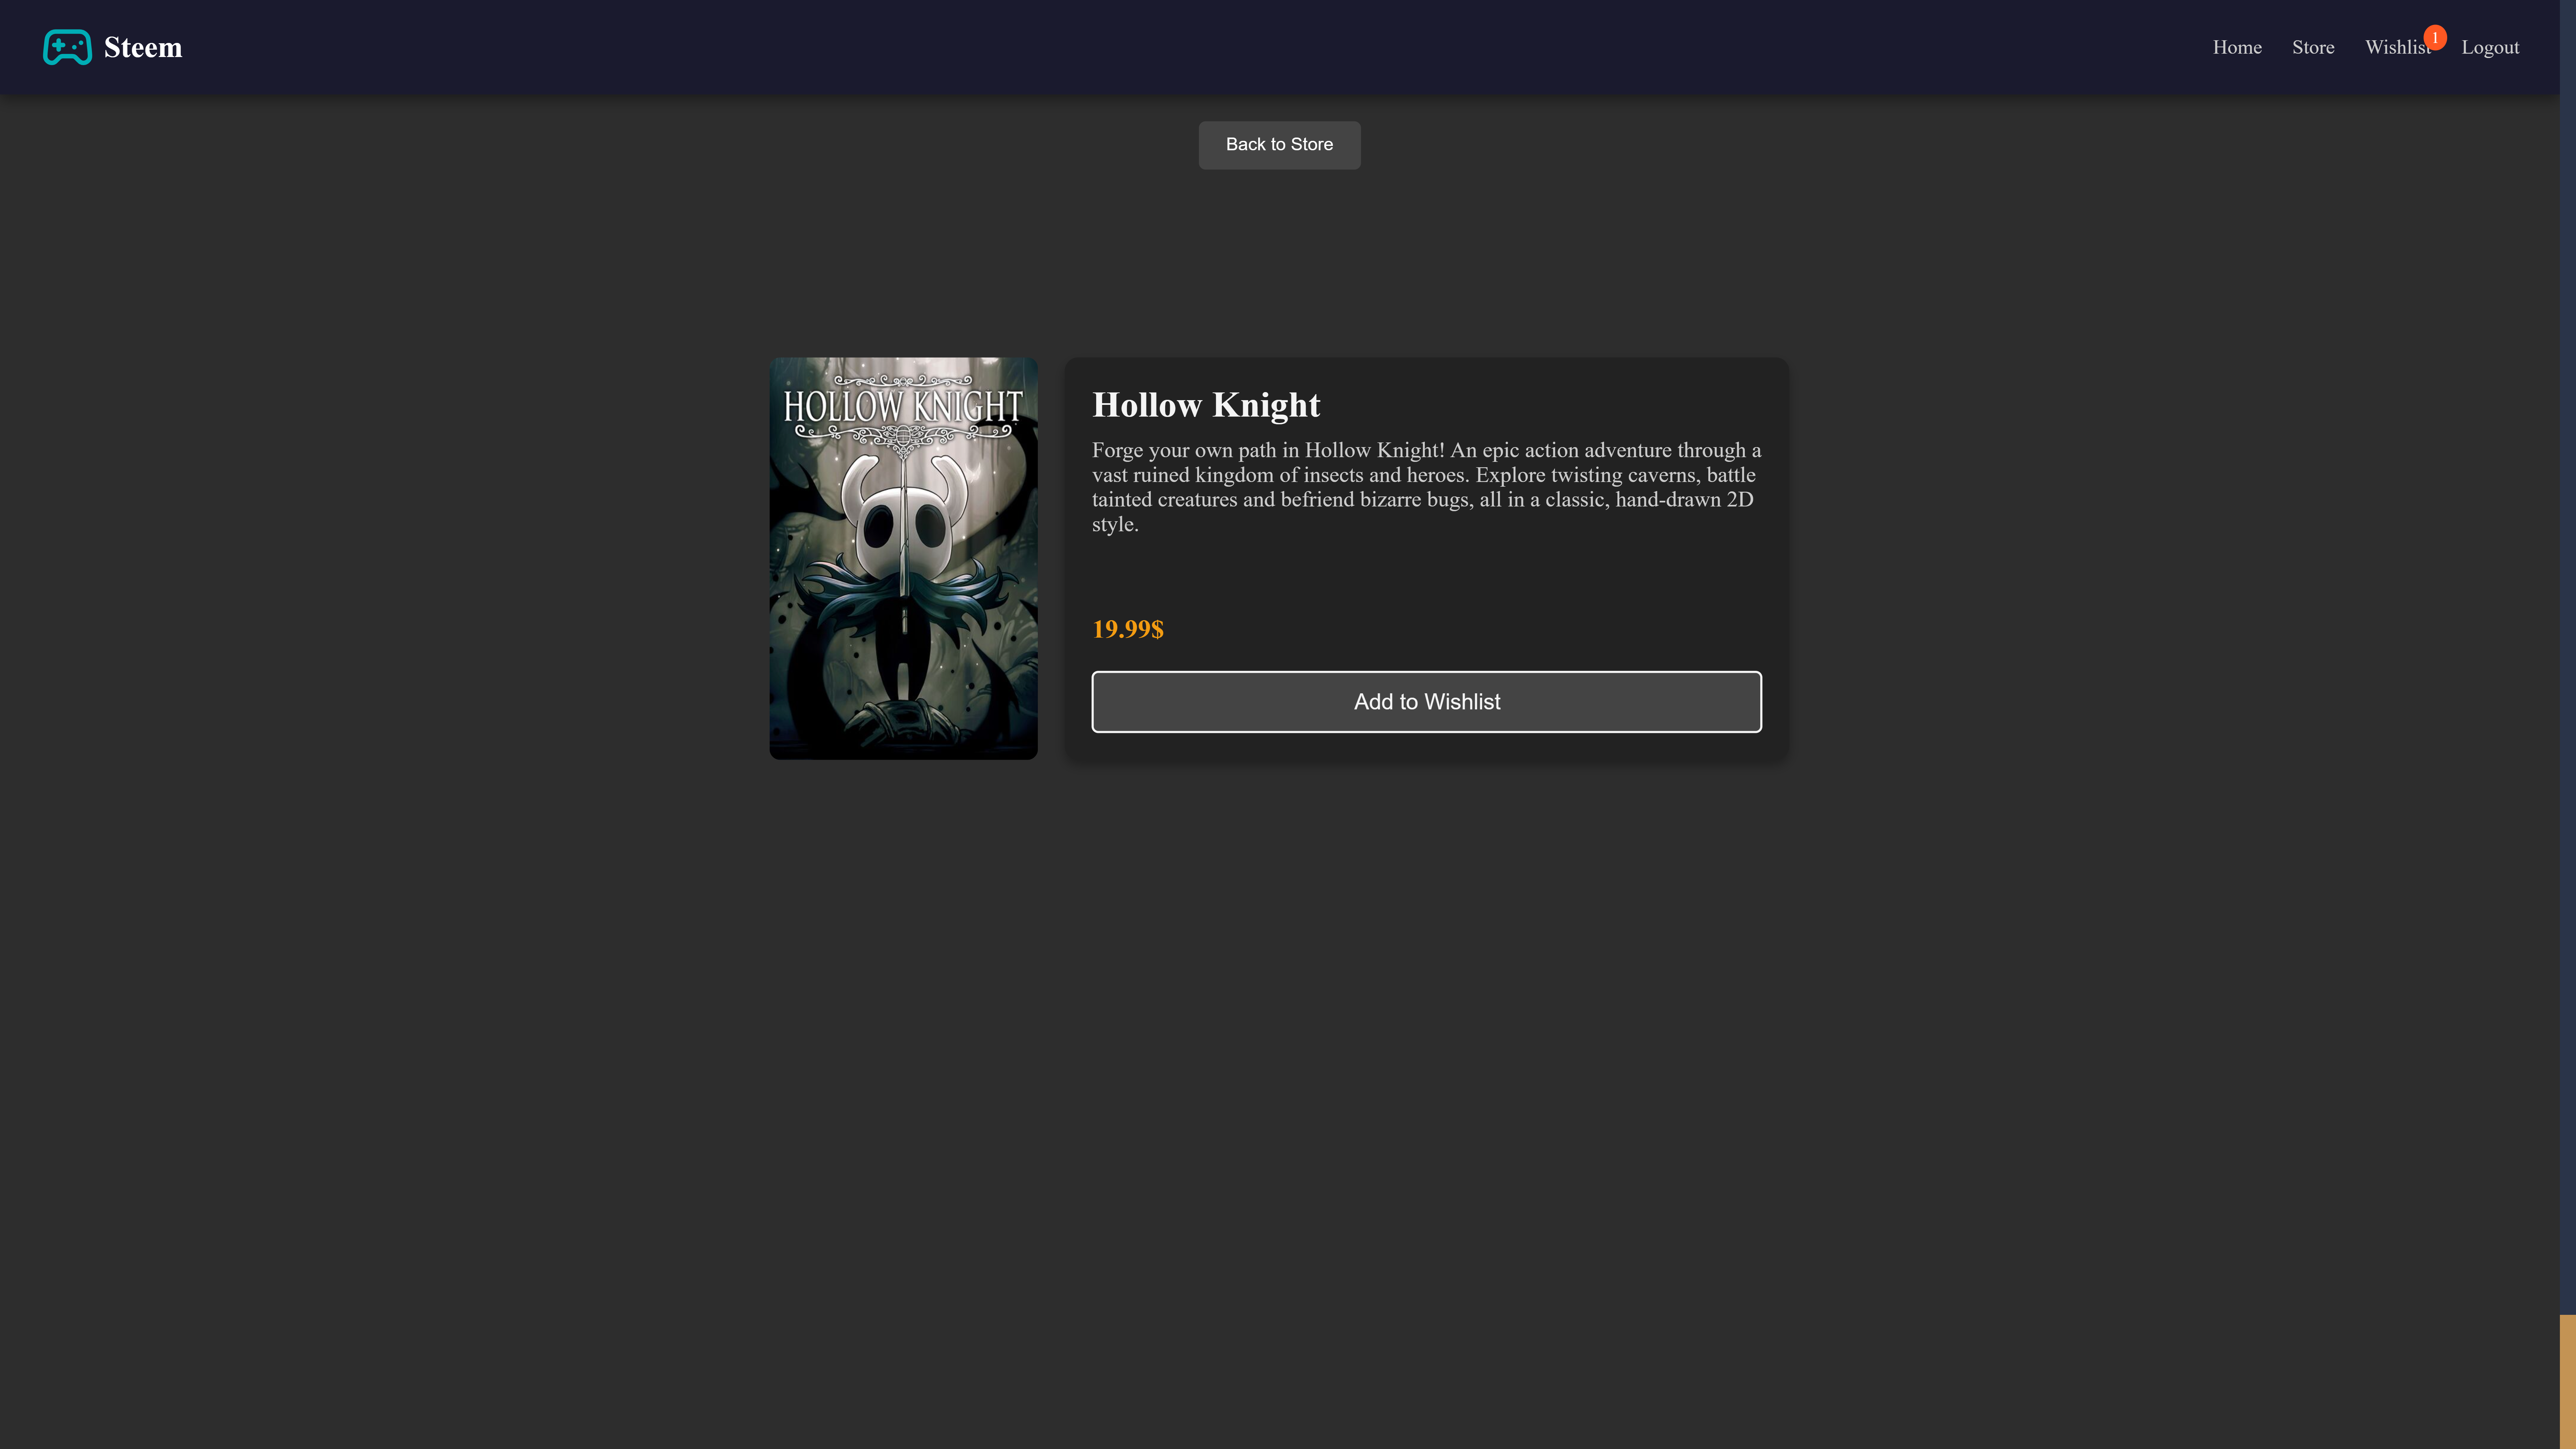 Steem
Home
Store
Wishlist
1
Logout
Back to Store
HOLLOW KNIGHT
Hollow Knight
Forge your own path in Hollow Knight! An epic action adventure through a
vast ruined kingdom of insects and heroes. Explore twisting caverns, battle
tainted creatures and befriend bizarre bugs, all in a classic, hand-drawn 2D
style.
19.99$
Add to Wishlist